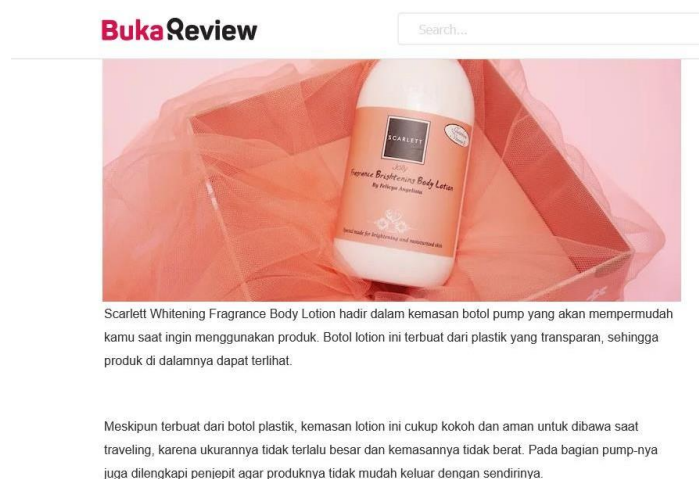 BukaReview
Search...
SCARLETT
Jolly
Fragrance Brightening Body Lotion
By Felicya Angelista
Scarlett Whitening Fragrance Body Lotion hadir dalam kemasan botol pump yang akan mempermudah
kamu saat ingin menggunakan produk. Botol lotion ini terbuat dari plastik yang transparan, sehingga
produk di dalamnya dapat terlihat.
Meskipun terbuat dari botol plastik, kemasan lotion ini cukup kokoh dan aman untuk dibawa saat
traveling, karena ukurannya tidak terlalu besar dan kemasannya tidak berat. Pada bagian pump-nya
juga dilengkapi penjepit agar produknya tidak mudah keluar dengan sendirinya.